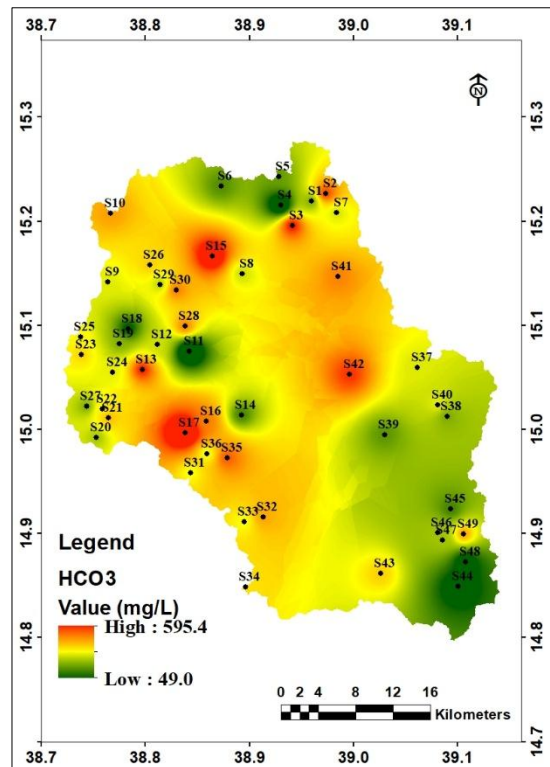 38.7 38.8 38.9 39.0 39.1
15.3 15.3
N
S5
S6
S2
S1
S4
S7
S10
S3
S26 S15
S8
S41
S9 S29
S30
S18 S28
S25 S19 S12
S23 S11
S24 S13
S37
S42
S27 S22
S21
S16
S14
S40
S38
S20
S17
S39
S36
S35
S31
S33 S32
S45
S46
S47
S49
S48
S43
S44
S34
15.2 15.2
15.1 15.1
15.0 15.0
14.9 14.9
14.8 14.8
14.7 14.7
Legend
HCO3
Value (mg/L)
High : 595.4
Low : 49.0
0 2 4 8 12 16
Kilometers
38.7 38.8 38.9 39.0 39.1